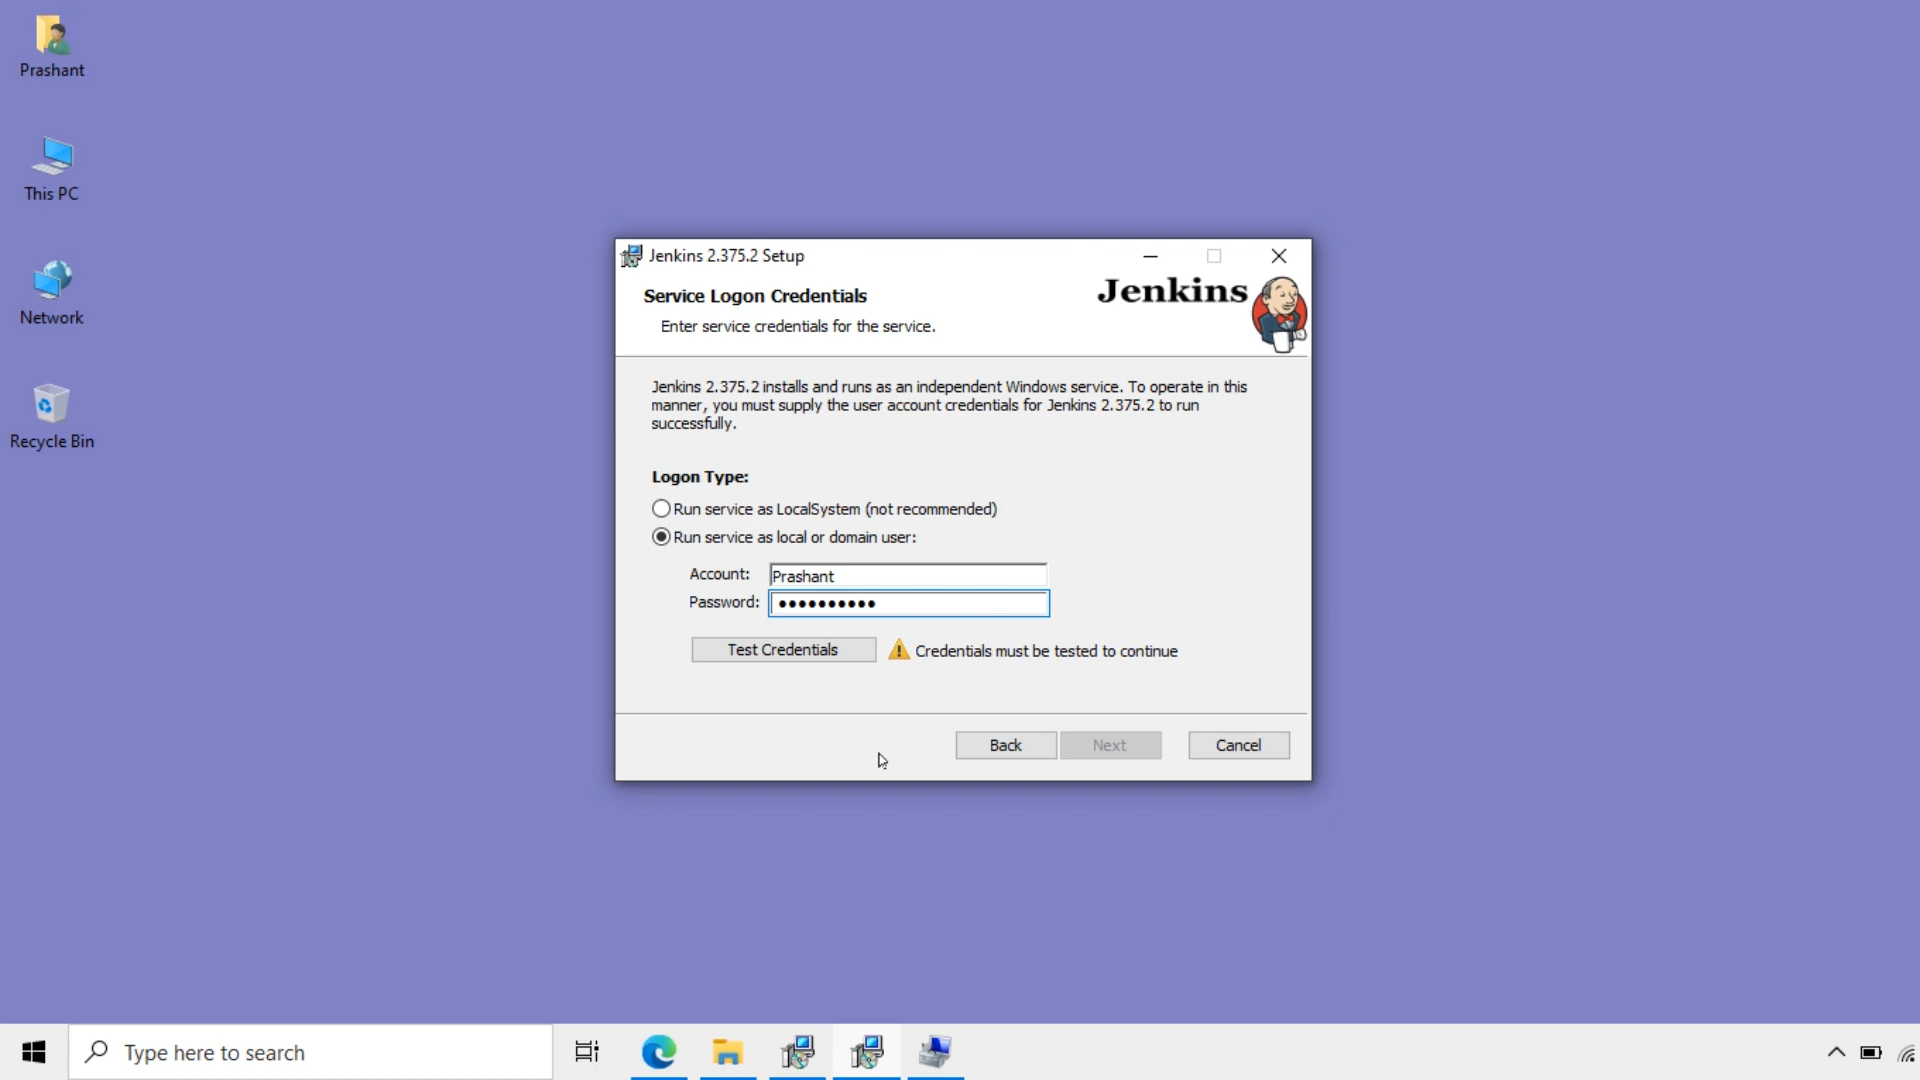 Prashant
This PC
Network
Recycle Bin
Jenkins 2.375.2 Setup
Service Logon Credentials
Jenkins
Enter service credentials for the service.
Jenkins 2.375.2 installs and runs as an independent Windows service. To operate in this
manner, you must supply the user account credentials for Jenkins 2.375.2 to run
successfully.
Logon Type:
Run service as LocalSystem (not recommended)
Run service as local or domain user:
Account: Prashant
Password: ••••••••••
Test Credentials Credentials must be tested to continue
Back Next Cancel
Type here to search